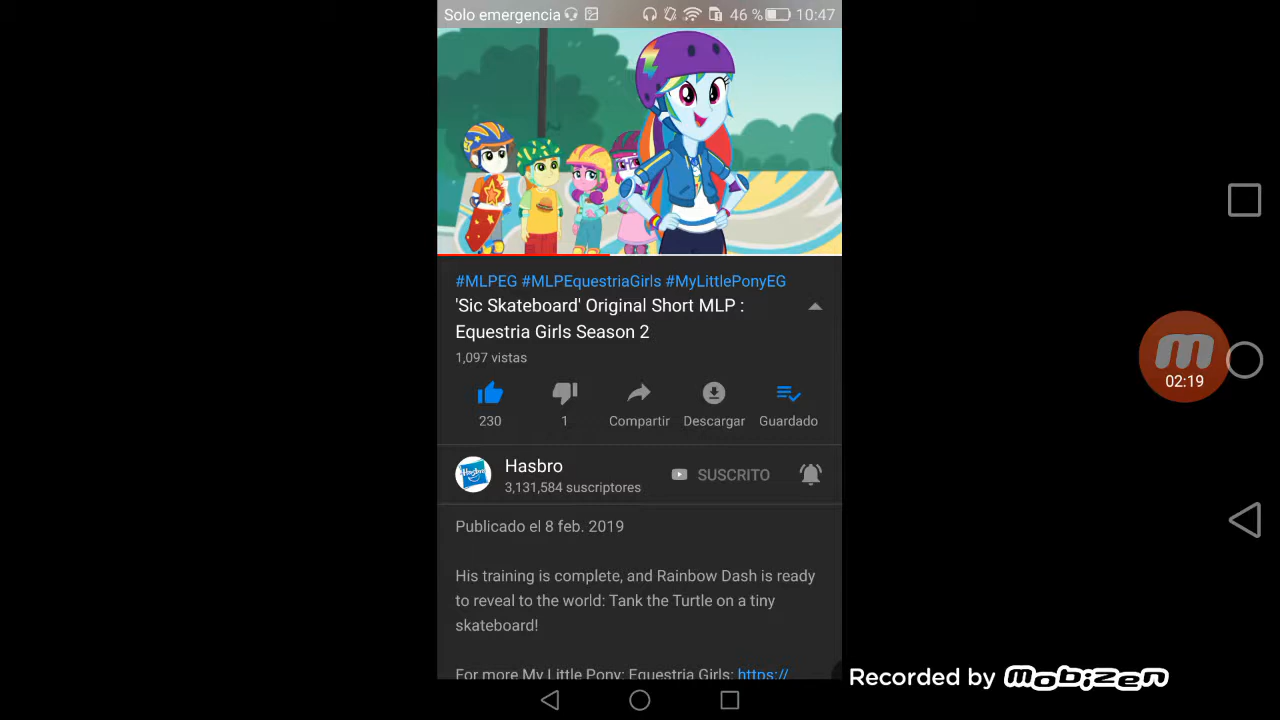 Solo emergencia 46 % 10:47
#MLPEG #MLPEquestriaGirls #MyLittlePonyEG
'Sic Skateboard' Original Short MLP :
Equestria Girls Season 2
1,097 vistas
230 1 Compartir Descargar Guardado
Hasbro
3,131,584 suscriptores
SUSCRITO
Publicado el 8 feb. 2019
His training is complete, and Rainbow Dash is ready
to reveal to the world: Tank the Turtle on a tiny
skateboard!
For more My Little Pony: Equestria Girls: https://
02:19
Recorded by mobizen